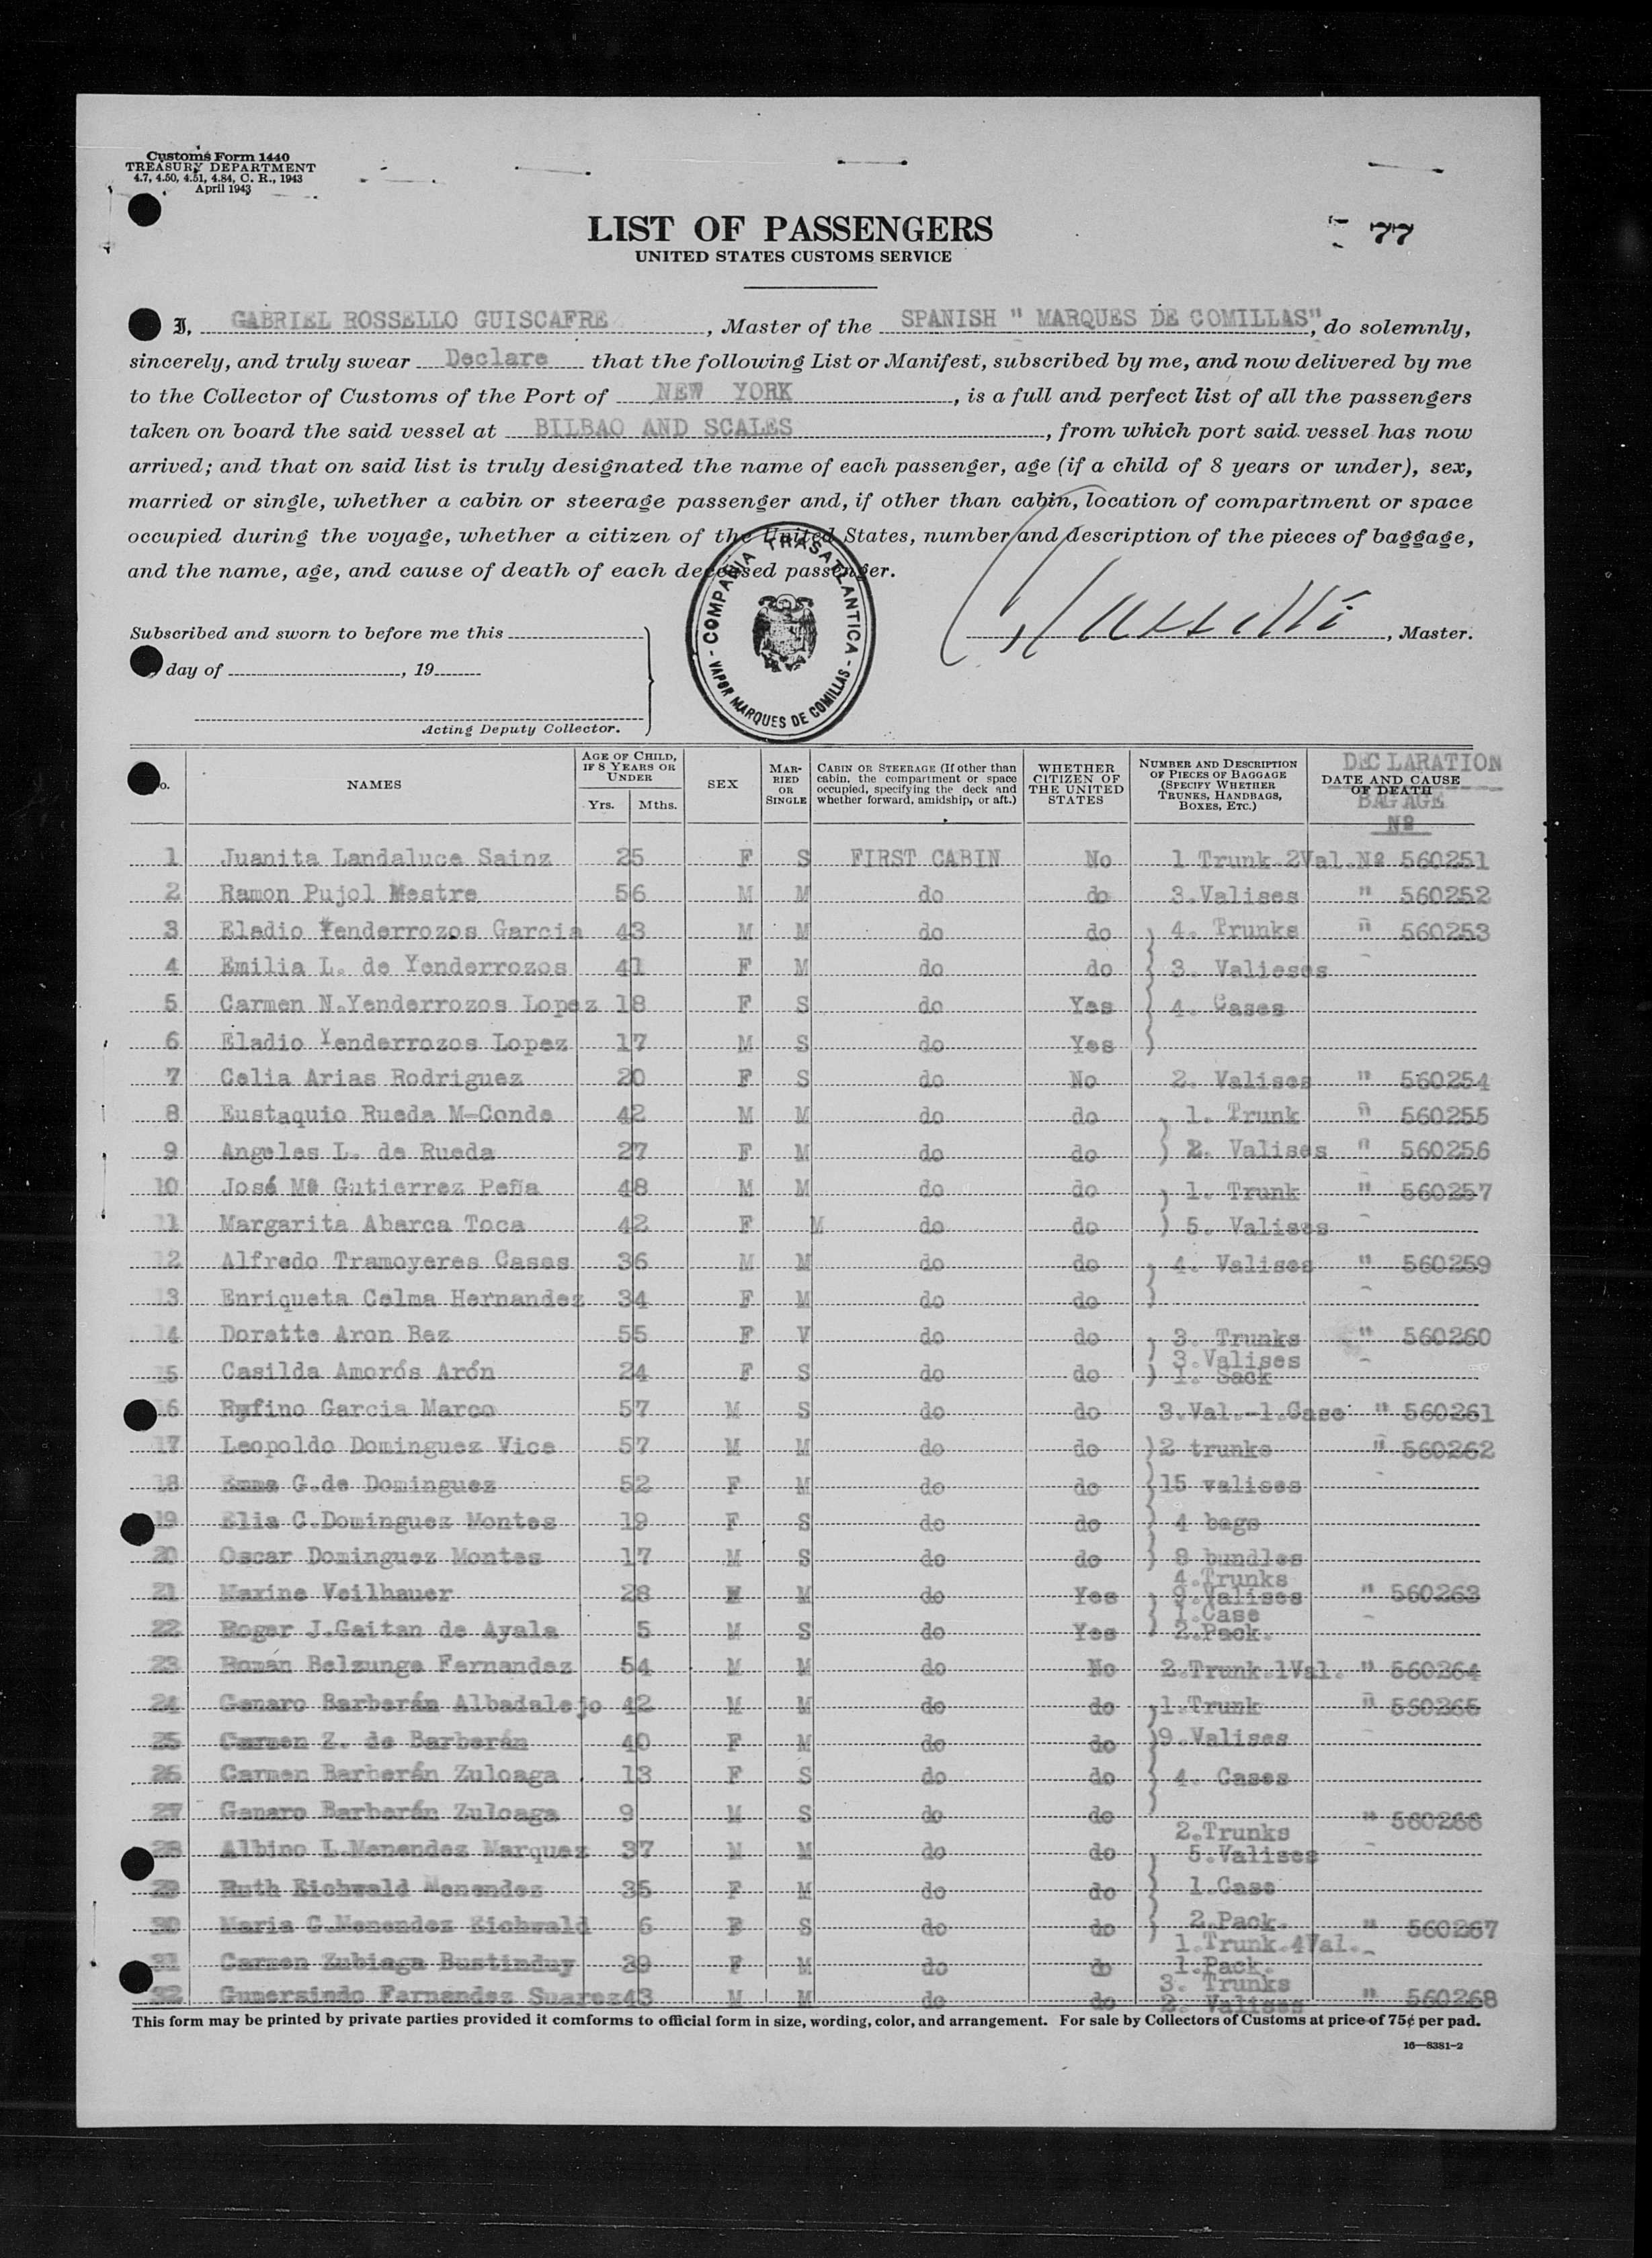 Customs Form 1440
TREASURY DEPARTMENT
4.7, 4.50, 4.51, 4.84, C. R., 1943
April 1943
LIST OF PASSENGERS
77
UNITED STATES CUSTOMS SERVICE
I, GABRIEL ROSSELLO GUISCAFRE, Master of the SPANISH " MARQUES DE COMILLAS", do solemnly,
sincerely, and truly swear Declare that the following List or Manifest, subscribed by me, and now delivered by me
to the Collector of Customs of the Port of NEW YORK, is a full and perfect list of all the passengers
taken on board the said vessel at BILBAO AND SCALES, from which port said vessel has now
arrived; and that on said list is truly designated the name of each passenger, age (if a child of 8 years or under), sex,
married or single, whether a cabin or steerage passenger and, if other than cabin, location of compartment or space
occupied during the voyage, whether a citizen of the United States, number and description of the pieces of baggage,
and the name, age, and cause of death of each deceased passenger.
COMPAÑIA TRASATLANTICA
- VAPOR MARQUES DE COMILLAS -
Subscribed and sworn to before me this
, Master.
day of , 19
Acting Deputy Collector.
No. NAMES AGE OF CHILD, IF 8 YEARS OR UNDER Yrs. Mths. SEX MARRIED OR SINGLE CABIN OR STEERAGE (If other than cabin, the compartment or space occupied, specifying the deck and whether forward, amidship, or aft.) WHETHER CITIZEN OF THE UNITED STATES NUMBER AND DESCRIPTION OF PIECES OF BAGGAGE (SPECIFY WHETHER TRUNKS, HANDBAGS, BOXES, ETC.) DATE AND CAUSE OF DEATH
DECLARATION
BAGAGE
Nº
1 Juanita Landaluce Sainz 25 F S FIRST CABIN No 1 Trunk.2Val.Nº 560251
2 Ramon Pujol Mestre 56 M M do do 3.Valises " 560252
3 Eladio Yenderrozos Garcia 43 M M do do 4. Trunks " 560253
4 Emilia L. de Yenderrozos 41 F M do do 3. Valieses
5 Carmen N.Yenderrozos Lopez 18 F S do Yes 4. Cases
6 Eladio Yenderrozos Lopez 17 M S do Yes
7 Celia Arias Rodriguez 20 F S do No 2. Valises " 560254
8 Eustaquio Rueda M-Conde 42 M M do do 1. Trunk " 560255
9 Angeles L. de Rueda 27 F M do do 2. Valises " 560256
10 José Mª Gutierrez Peña 48 M M do do 1. Trunk " 560257
11 Margarita Abarca Toca 42 F M do do 5. Valises
12 Alfredo Tramoyeres Casas 36 M M do do 4. Valises " 560259
13 Enriqueta Celma Hernandez 34 F M do do
14 Dorette Aron Bez 55 F V do do 3. Trunks " 560260
3.Valises
15 Casilda Amorós Arón 24 F S do do 1. Sack
16 Rufino Garcia Marco 57 M S do do 3.Val.-1.Case " 560261
17 Leopoldo Dominguez Vice 57 M M do do 2 trunks " 560262
18 Emma G.de Dominguez 52 F M do do 15 valises
19 Elia C.Dominguez Montes 19 F S do do 4 bags
20 Oscar Dominguez Montes 17 M S do do 8 bundles
4.Trunks
21 Maxine Veilhauer 28 M do Yes 9.Valises " 560263
1.Case
22 Roger J.Gaitan de Ayala 5 M S do Yes 2.Pack.
23 Román Belzunge Fernandez 54 M M do No 2.Trunk.1Val. " 560264
24 Genaro Barberán Albadalejo 42 M M do do 1.Trunk " 560265
25 Carmen Z. de Barberán 40 F M do do 9.Valises
26 Carmen Barberán Zuloaga 13 F S do do 4. Cases
27 Genaro Barberán Zuloaga 9 M S do do " 560266
2.Trunks
28 Albino L.Menendez Marquez 37 M M do do 5.Valises
29 Ruth Eichwald Menendez 35 F M do do 1.Case
30 Maria G.Menendez Eichwald 6 F S do do 2.Pack. " 560267
1.Trunk.4Val.
31 Carmen Zubiaga Bustinduy 39 F M do do 1.Pack.
3. Trunks
32 Gumersindo Fernandez Suarez 43 M M do do 2. Valises " 560268
This form may be printed by private parties provided it comforms to official form in size, wording, color, and arrangement. For sale by Collectors of Customs at price of 75¢ per pad.
16—8381-2